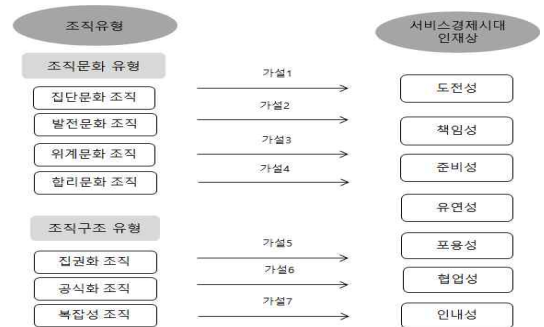 조직유형
서비스경제시대
인재상
조직문화 유형
집단문화 조직
발전문화 조직
위계문화 조직
합리문화 조직
조직구조 유형
집권화 조직
공식화 조직
복잡성 조직
가설1
가설2
가설3
가설4
가설5
가설6
가설7
도전성
책임성
준비성
유연성
포용성
협업성
인내성